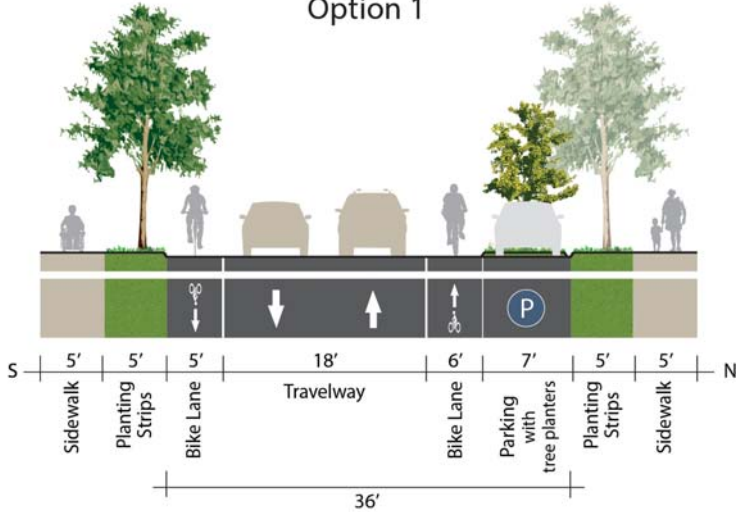 Option 1
P
S 5' 5' 5' 18' 6' 7' 5' 5' N
Sidewalk
Planting
Strips
Bike Lane
Travelway
Bike Lane
Parking
with
tree planters
Planting
Strips
Sidewalk
36'